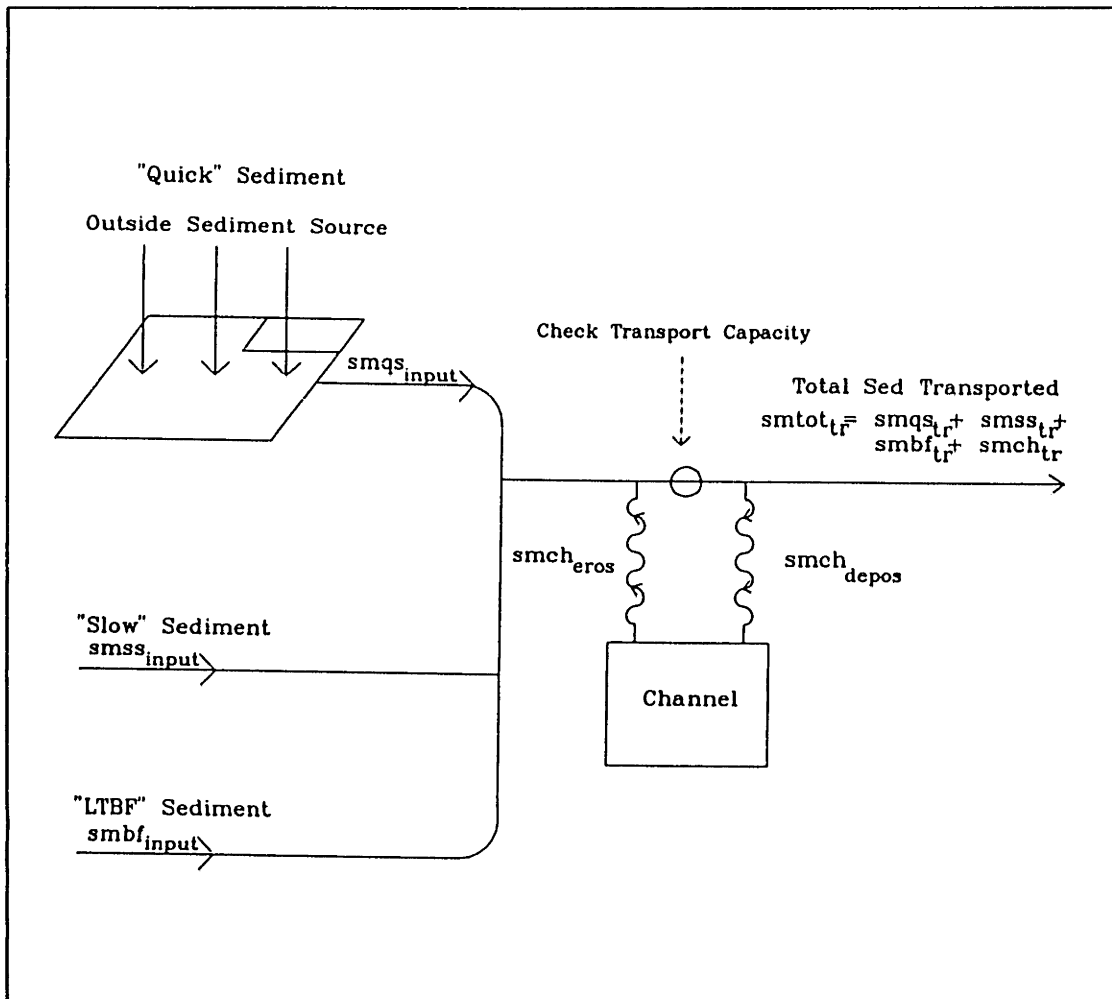 "Quick" Sediment
Outside Sediment Source
smqs_input
Check Transport Capacity
Total Sed Transported
smtot_tr= smqs_tr+ smss_tr+
smbf_tr+ smch_tr
smch_eros
smch_depos
"Slow" Sediment
smss_input
Channel
"LTBF" Sediment
smbf_input